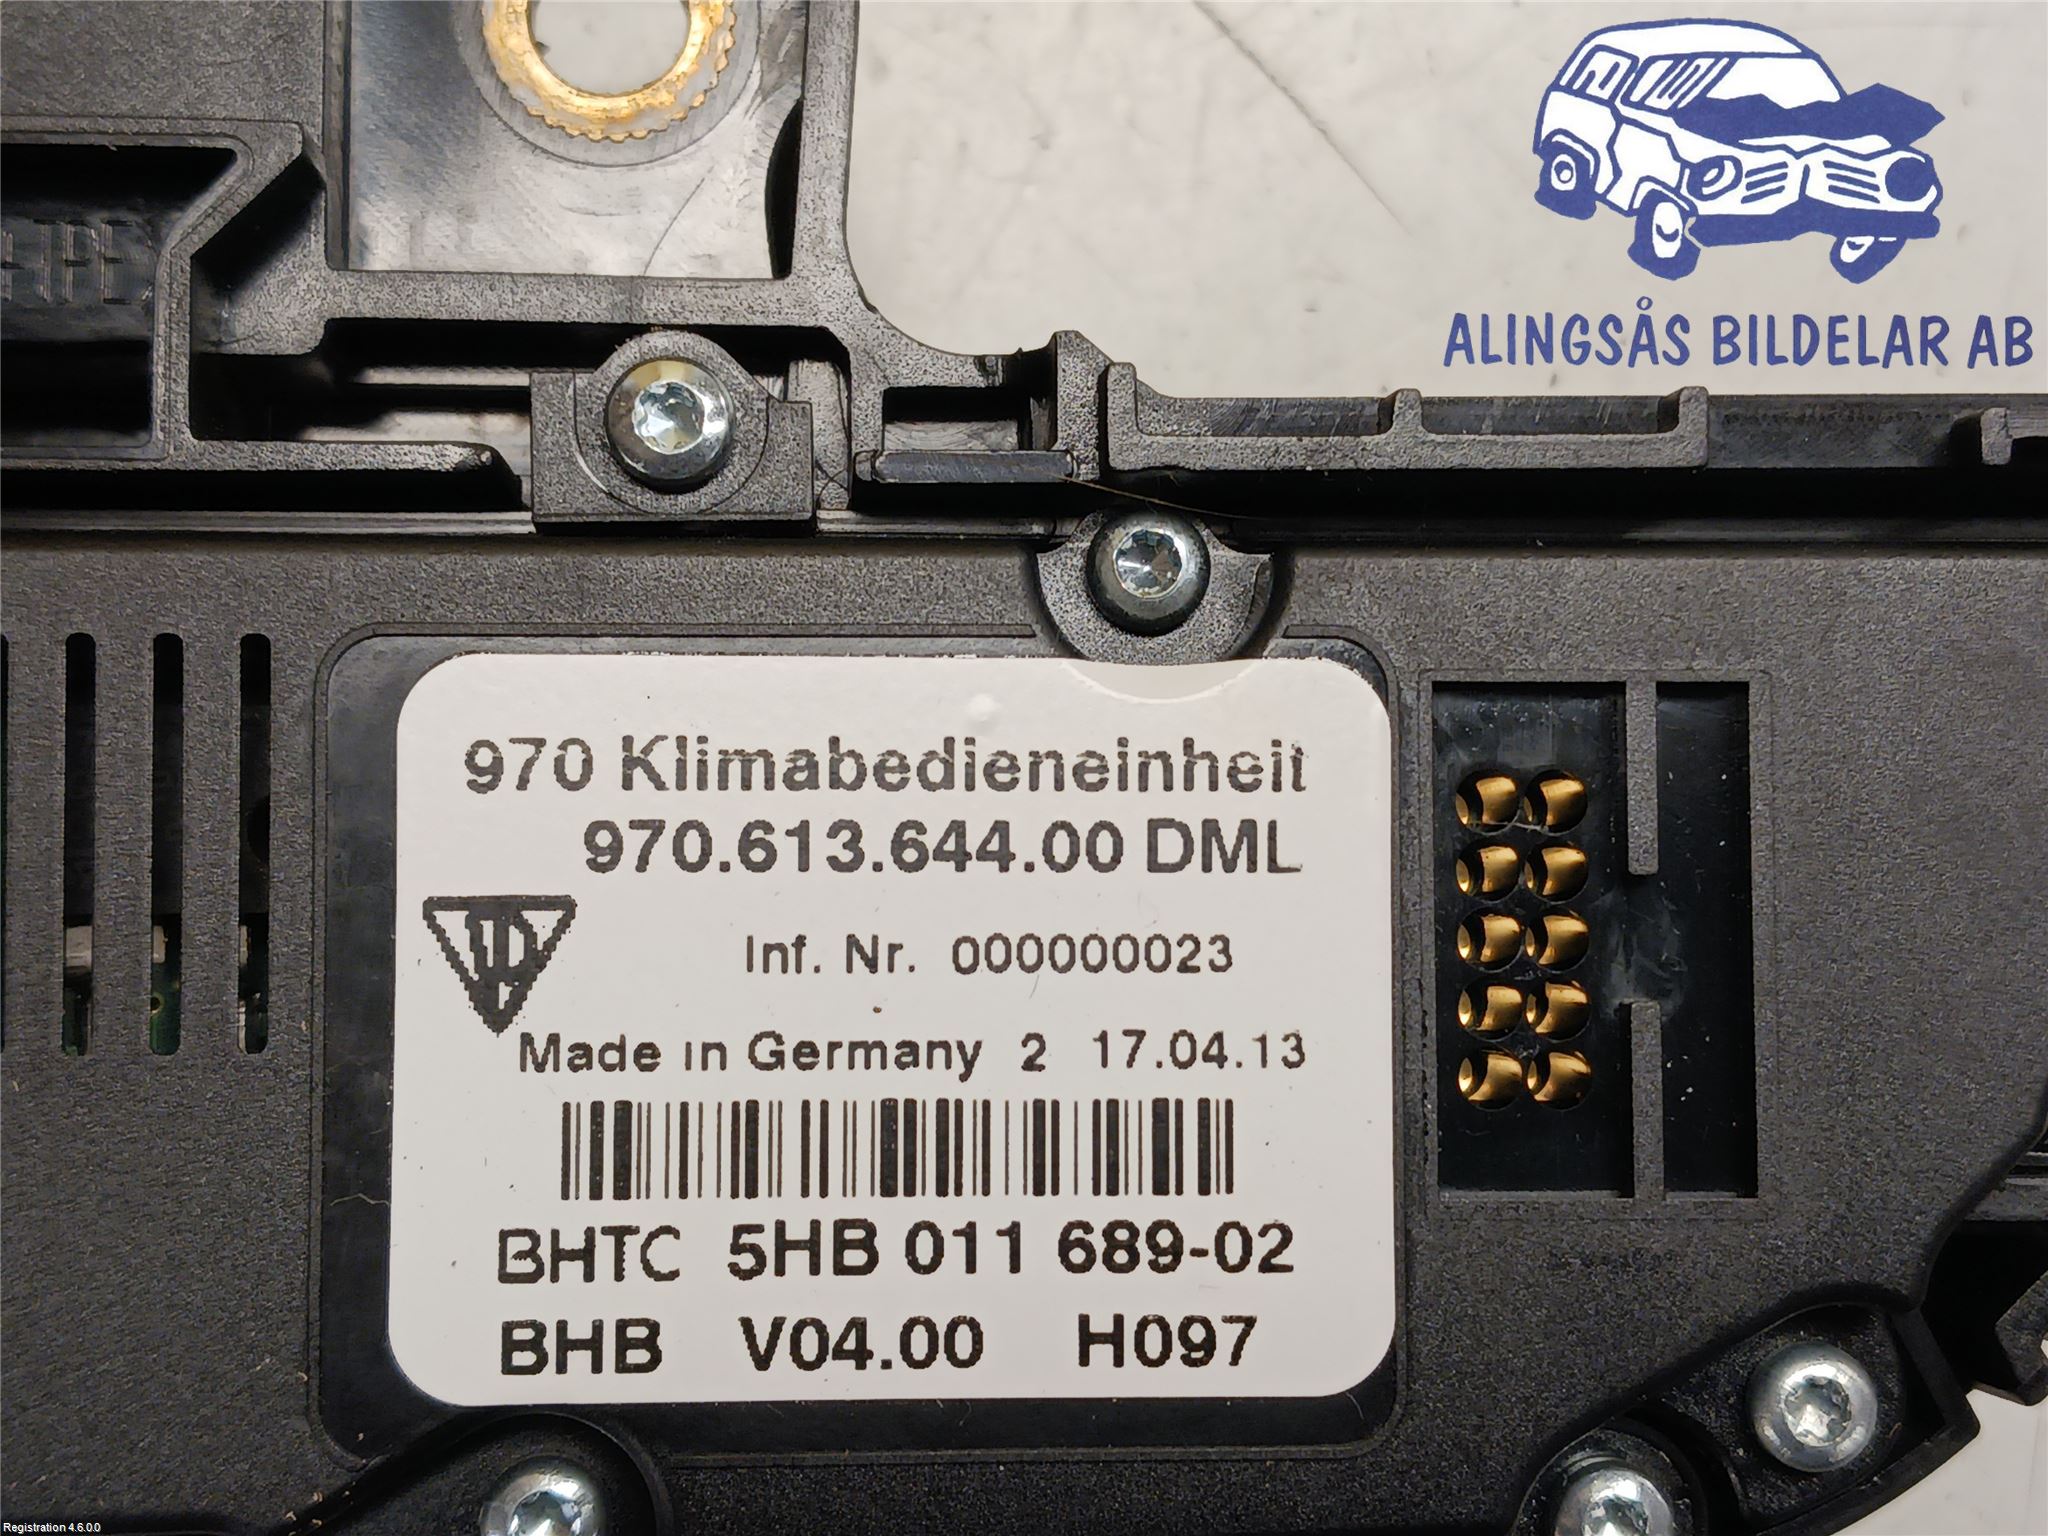 ALINGSÅS BILDELAR AB
970 Klimabedieneinheit
970.613.644.00 DML
Inf. Nr. 000000023
Made in Germany 2 17.04.13
BHTC 5HB 011 689-02
BHB V04.00 H097
Registration 4.6.0.0